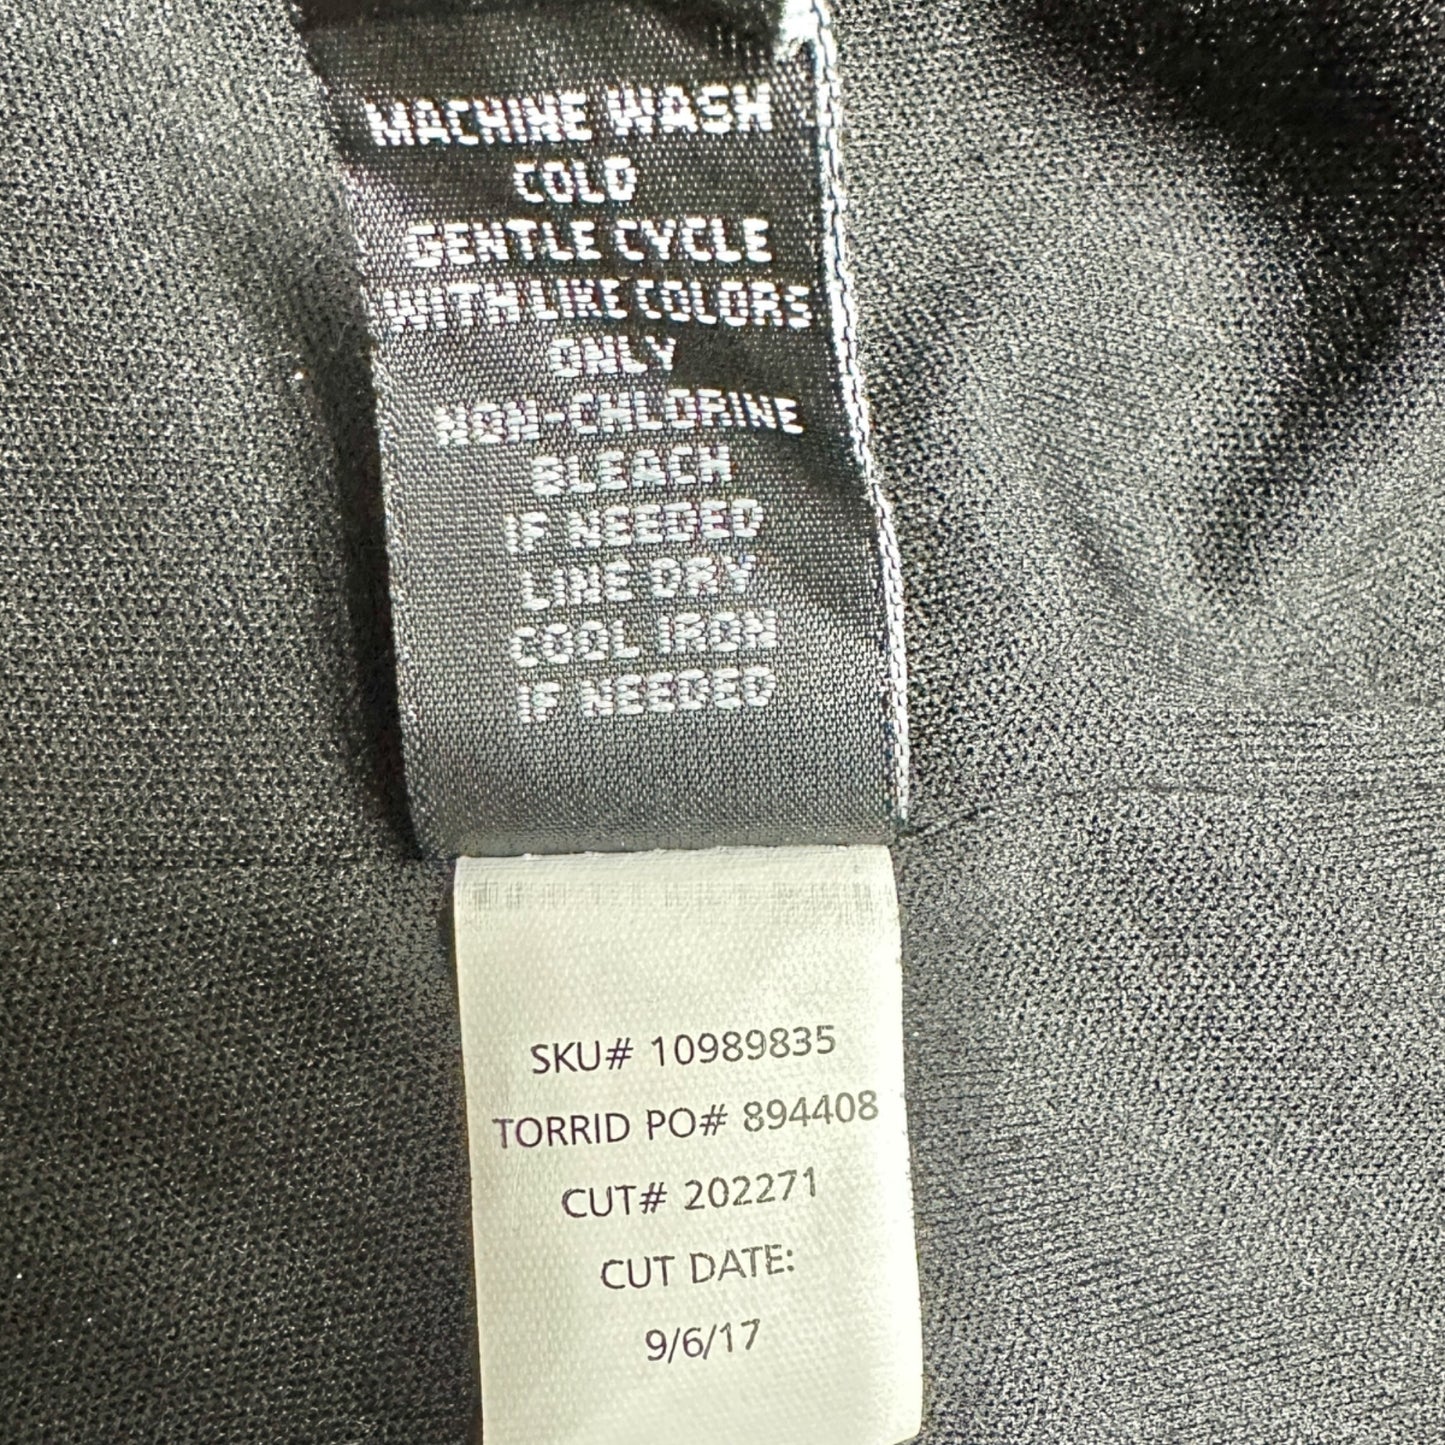 MACHINE WASH
COLD
GENTLE CYCLE
WITH LIKE COLORS
ONLY
NON-CHLORINE
BLEACH
IF NEEDED
LINE DRY
COOL IRON
IF NEEDED
SKU# 10989835
TORRID PO# 894408
CUT# 202271
CUT DATE:
9/6/17